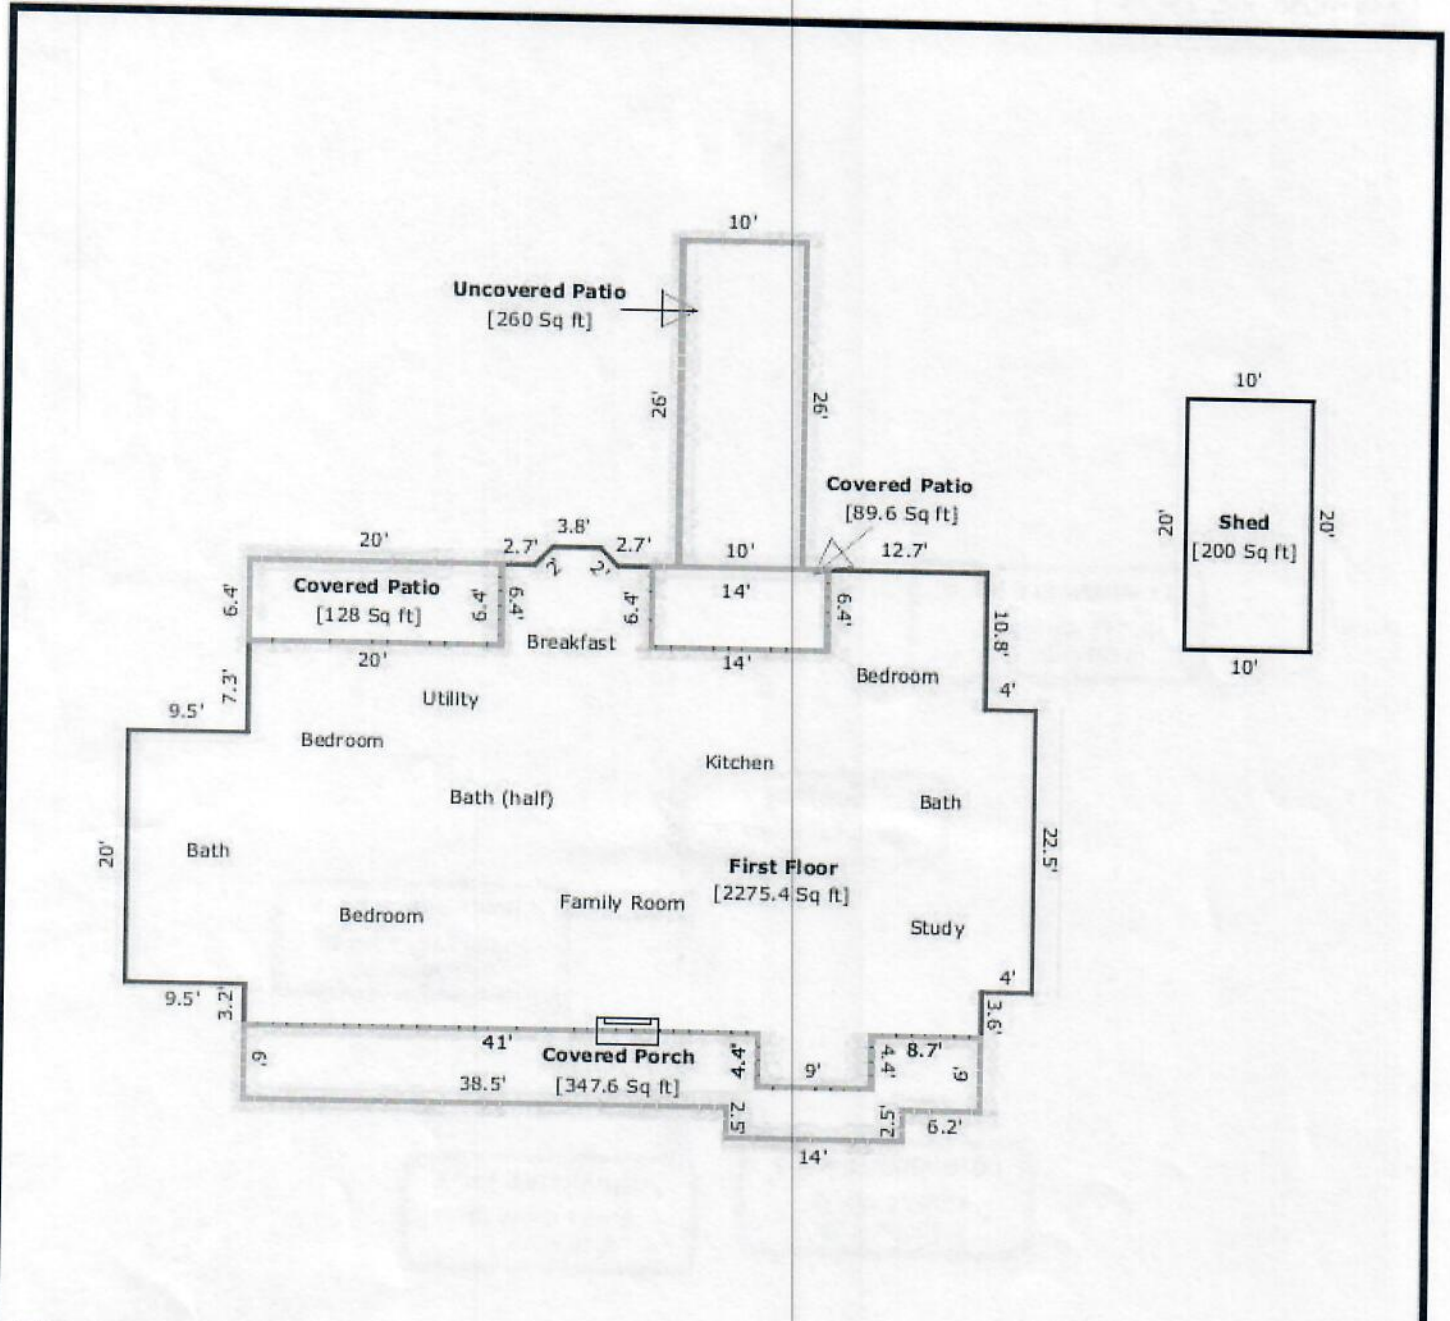 10'
Uncovered Patio
[260 Sq ft]
26'
26'
10'
20'
20'
Shed
[200 Sq ft]
10'
Covered Patio
[89.6 Sq ft]
12.7'
3.8'
2.7'
2.7'
2'
2'
20'
10'
14'
6.4'
Covered Patio
[128 Sq ft]
6.4'
6.4'
6.4'
6.4'
20'
14'
Breakfast
Bedroom
10.8'
4'
7.3'
9.5'
Utility
Bedroom
Kitchen
Bath (half)
Bath
20'
Bath
22.5'
First Floor
[2275.4 Sq ft]
Family Room
Bedroom
Study
9.5'
3.2'
4'
3.6'
41'
Covered Porch
[347.6 Sq ft]
6'
38.5'
4.4'
9'
4.4'
8.7'
6'
2.5'
2.5'
6.2'
14'